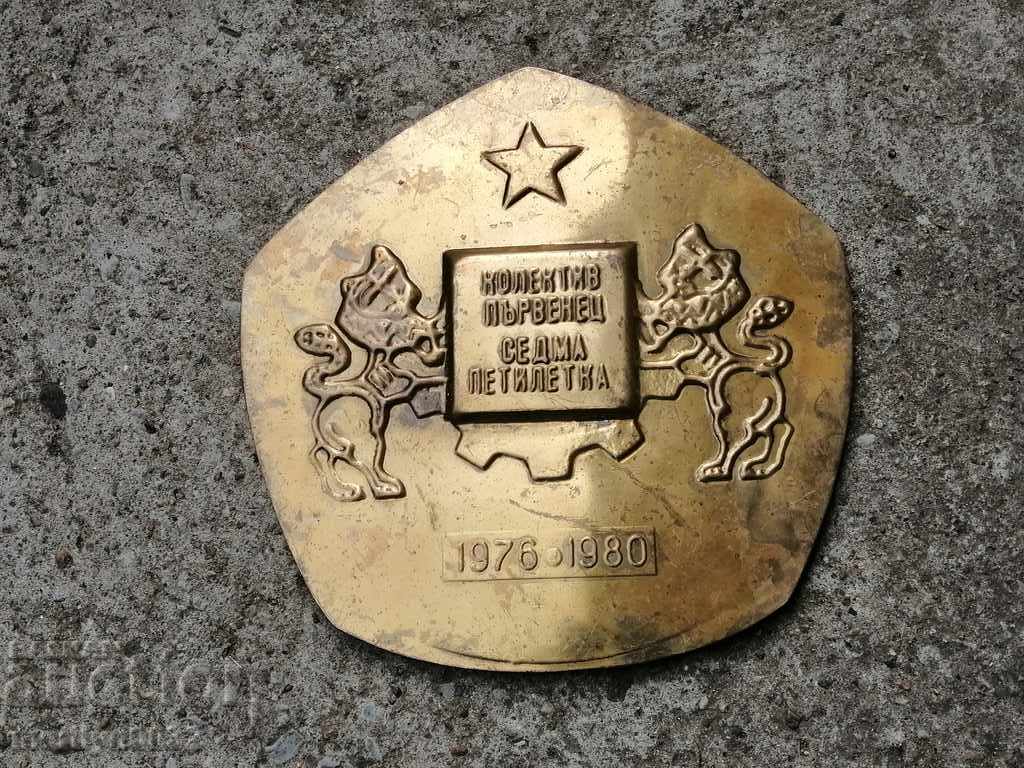 КОЛЕКТИВ
ПЪРВЕНЕЦ
СЕДМА
ПЕТИЛЕТКА
1976 • 1980